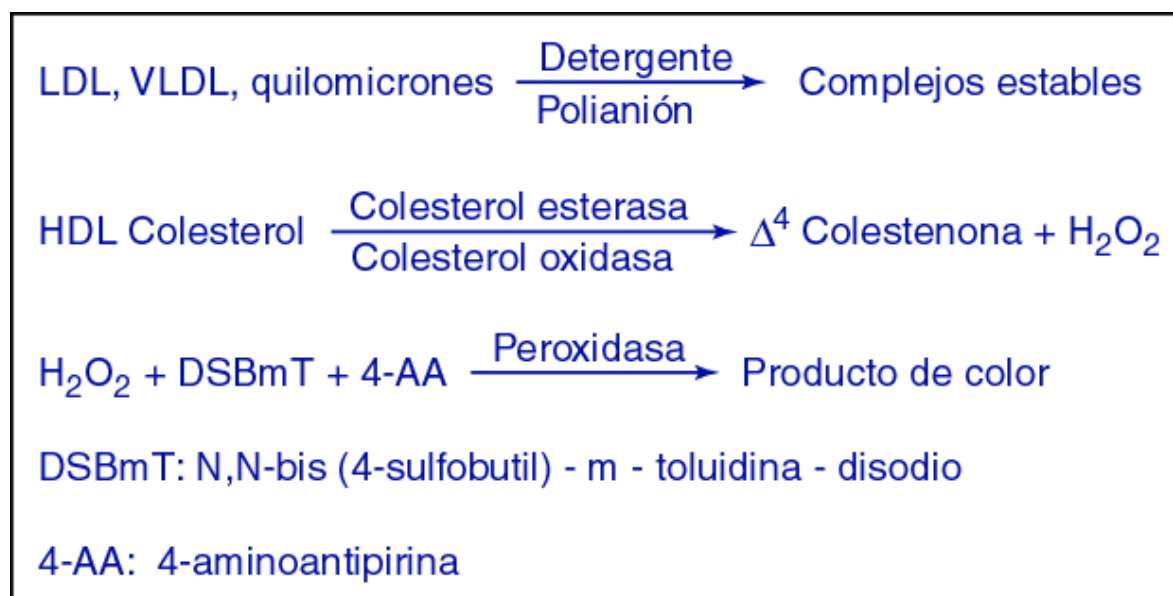 LDL, VLDL, quilomicrones Detergente Polianión Complejos estables
HDL Colesterol Colesterol esterasa Colesterol oxidasa Δ⁴ Colestenona + H₂O₂
H₂O₂ + DSBmT + 4-AA Peroxidasa Producto de color
DSBmT: N,N-bis (4-sulfobutil) - m - toluidina - disodio
4-AA: 4-aminoantipirina